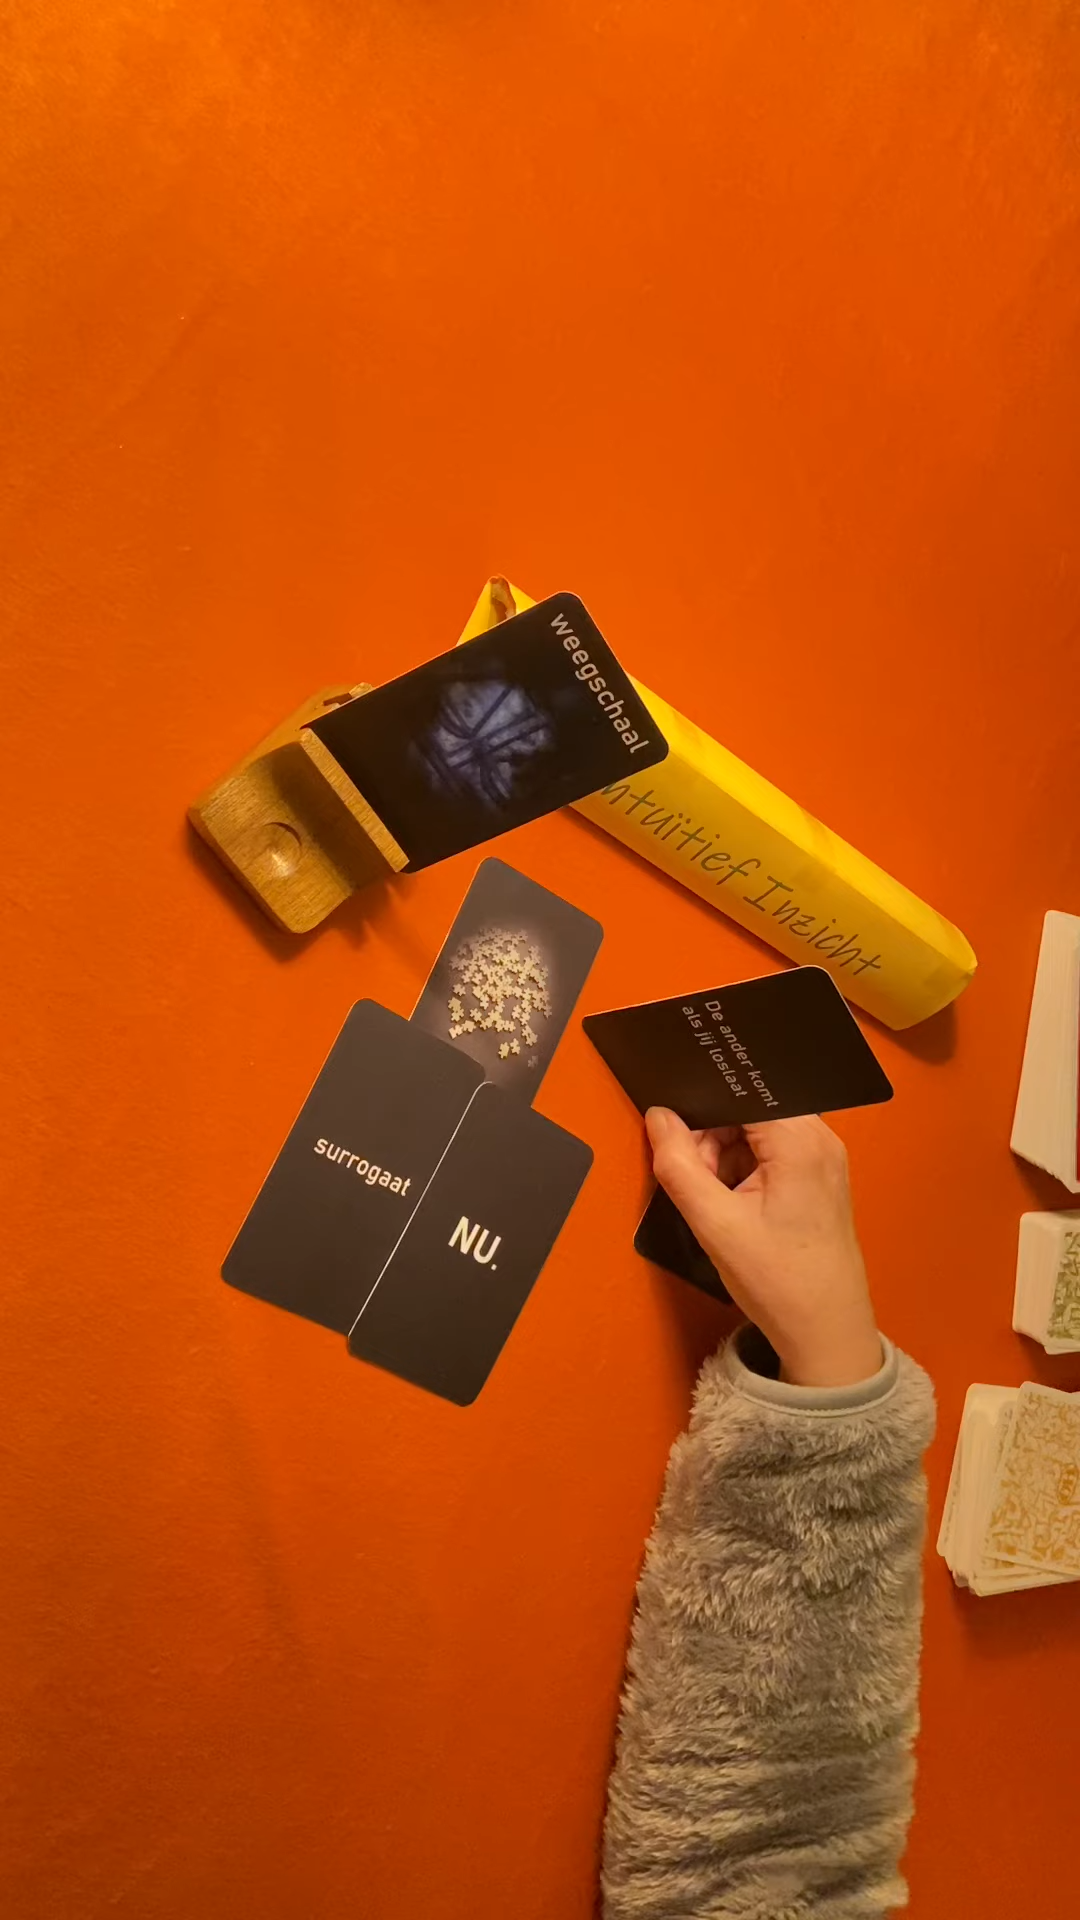 weegschaal
ntuïtief Inzicht
De ander komt
als jij loslaat
surrogaat
NU.